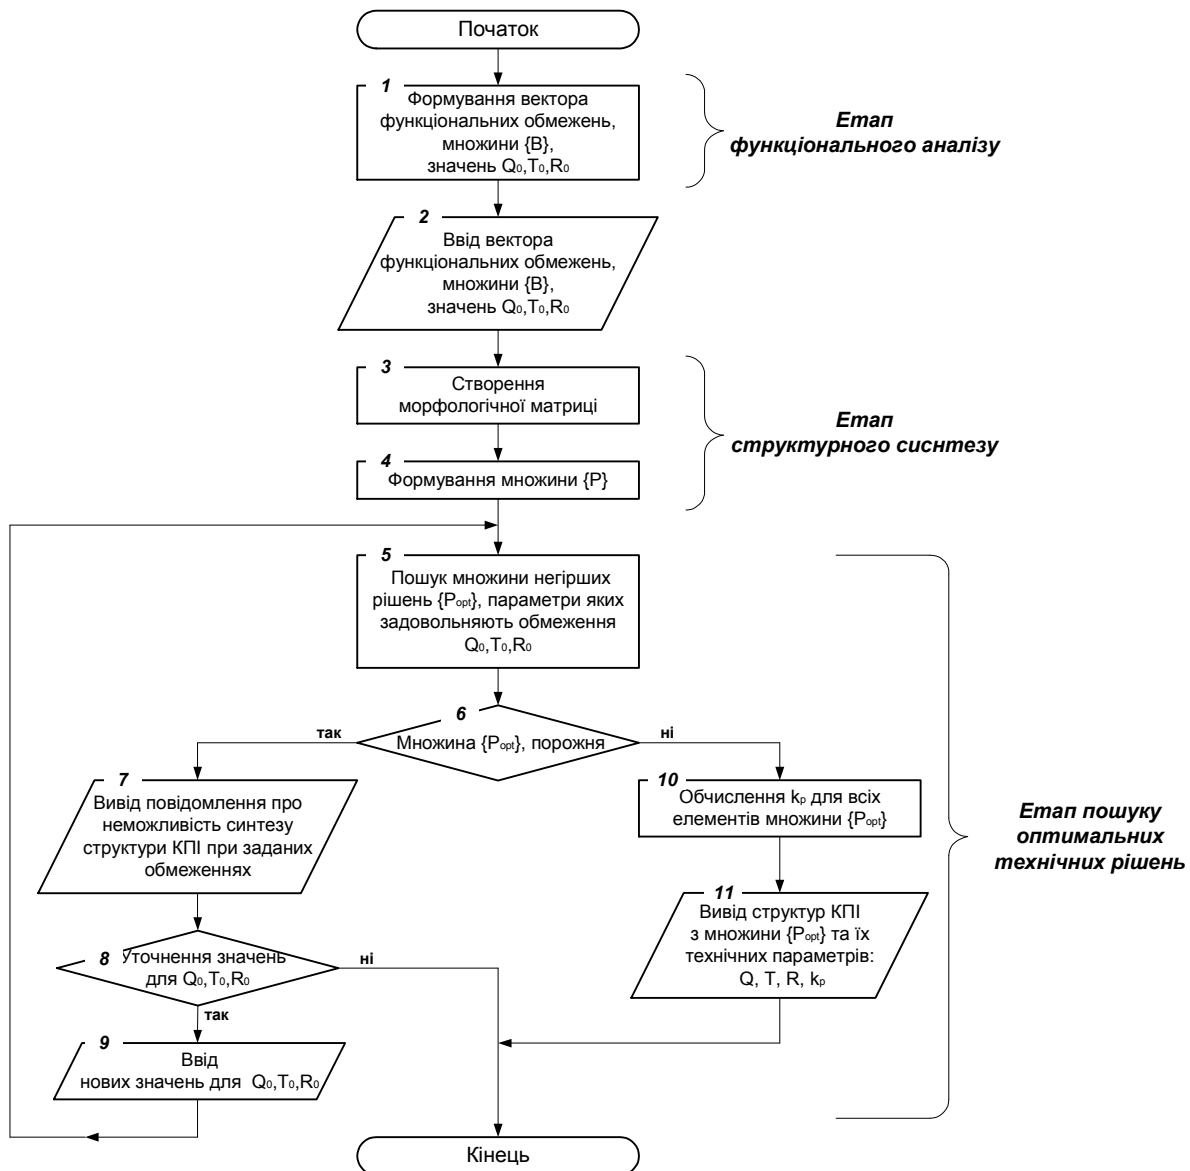 Початок
1
Формування вектора
функціональних обмежень,
множини {B},
значень Q₀,T₀,R₀
Етап
функціонального аналізу
2
Ввід вектора
функціональних обмежень,
множини {B},
значень Q₀,T₀,R₀
3
Створення
морфологічної матриці
Етап
структурного сиснтезу
4
Формування множини {P}
5
Пошук множини негірших
рішень {Pₒₚₜ}, параметри яких
задовольняють обмеження
Q₀,T₀,R₀
6
так
Множина {Pₒₚₜ}, порожня
ні
7
Вивід повідомлення про
неможливість синтезу
структури КПІ при заданих
обмеженнях
10
Обчислення kₚ для всіх
елементів множини {Pₒₚₜ}
Етап пошуку
оптимальних
технічних рішень
11
Вивід структур КПІ
з множини {Pₒₚₜ} та їх
технічних параметрів:
Q, T, R, kₚ
8
Уточнення значень
для Q₀,T₀,R₀
ні
так
9
Ввід
нових значень для Q₀,T₀,R₀
Кінець